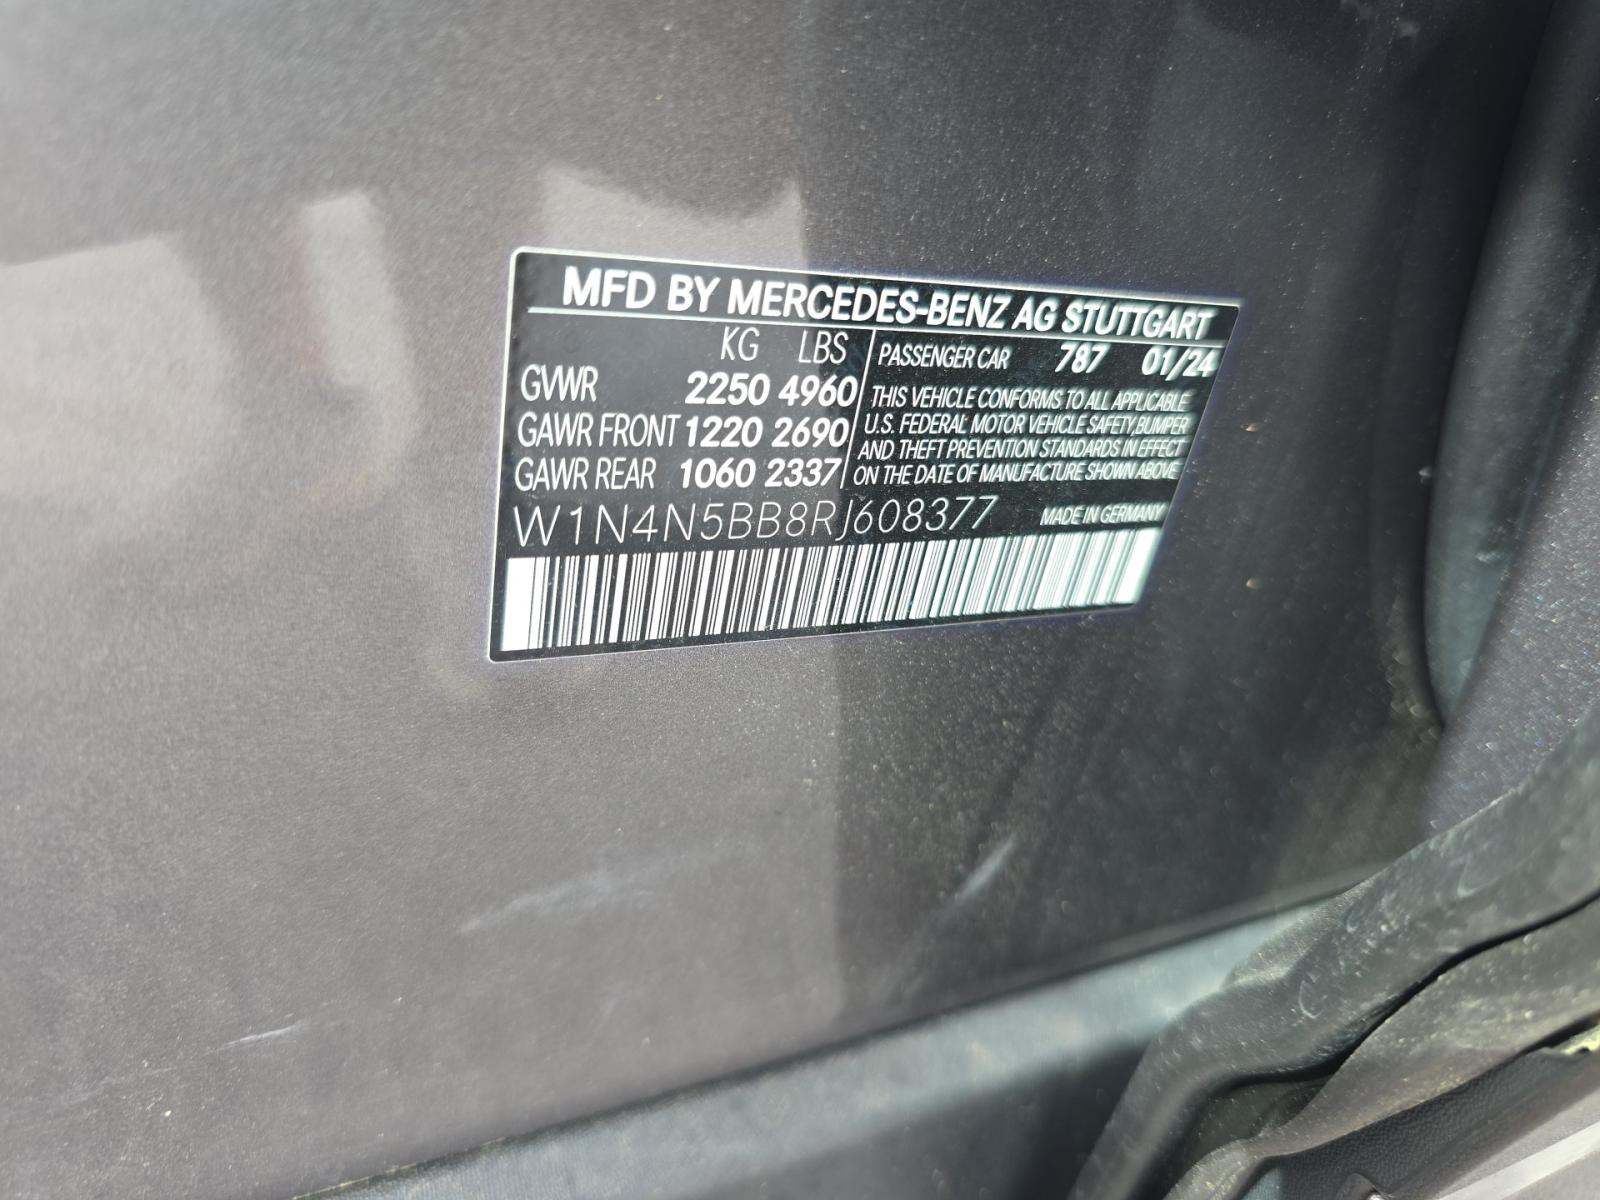 MFD BY MERCEDES-BENZ AG STUTTGART
KG LBS
GVWR 2250 4960
GAWR FRONT 1220 2690
GAWR REAR 1060 2337
PASSENGER CAR 787 01/24
THIS VEHICLE CONFORMS TO ALL APPLICABLE
U.S. FEDERAL MOTOR VEHICLE SAFETY,BUMPER
AND THEFT PREVENTION STANDARDS IN EFFECT
ON THE DATE OF MANUFACTURE SHOWN ABOVE
W1N4N5BB8RJ608377 MADE IN GERMANY